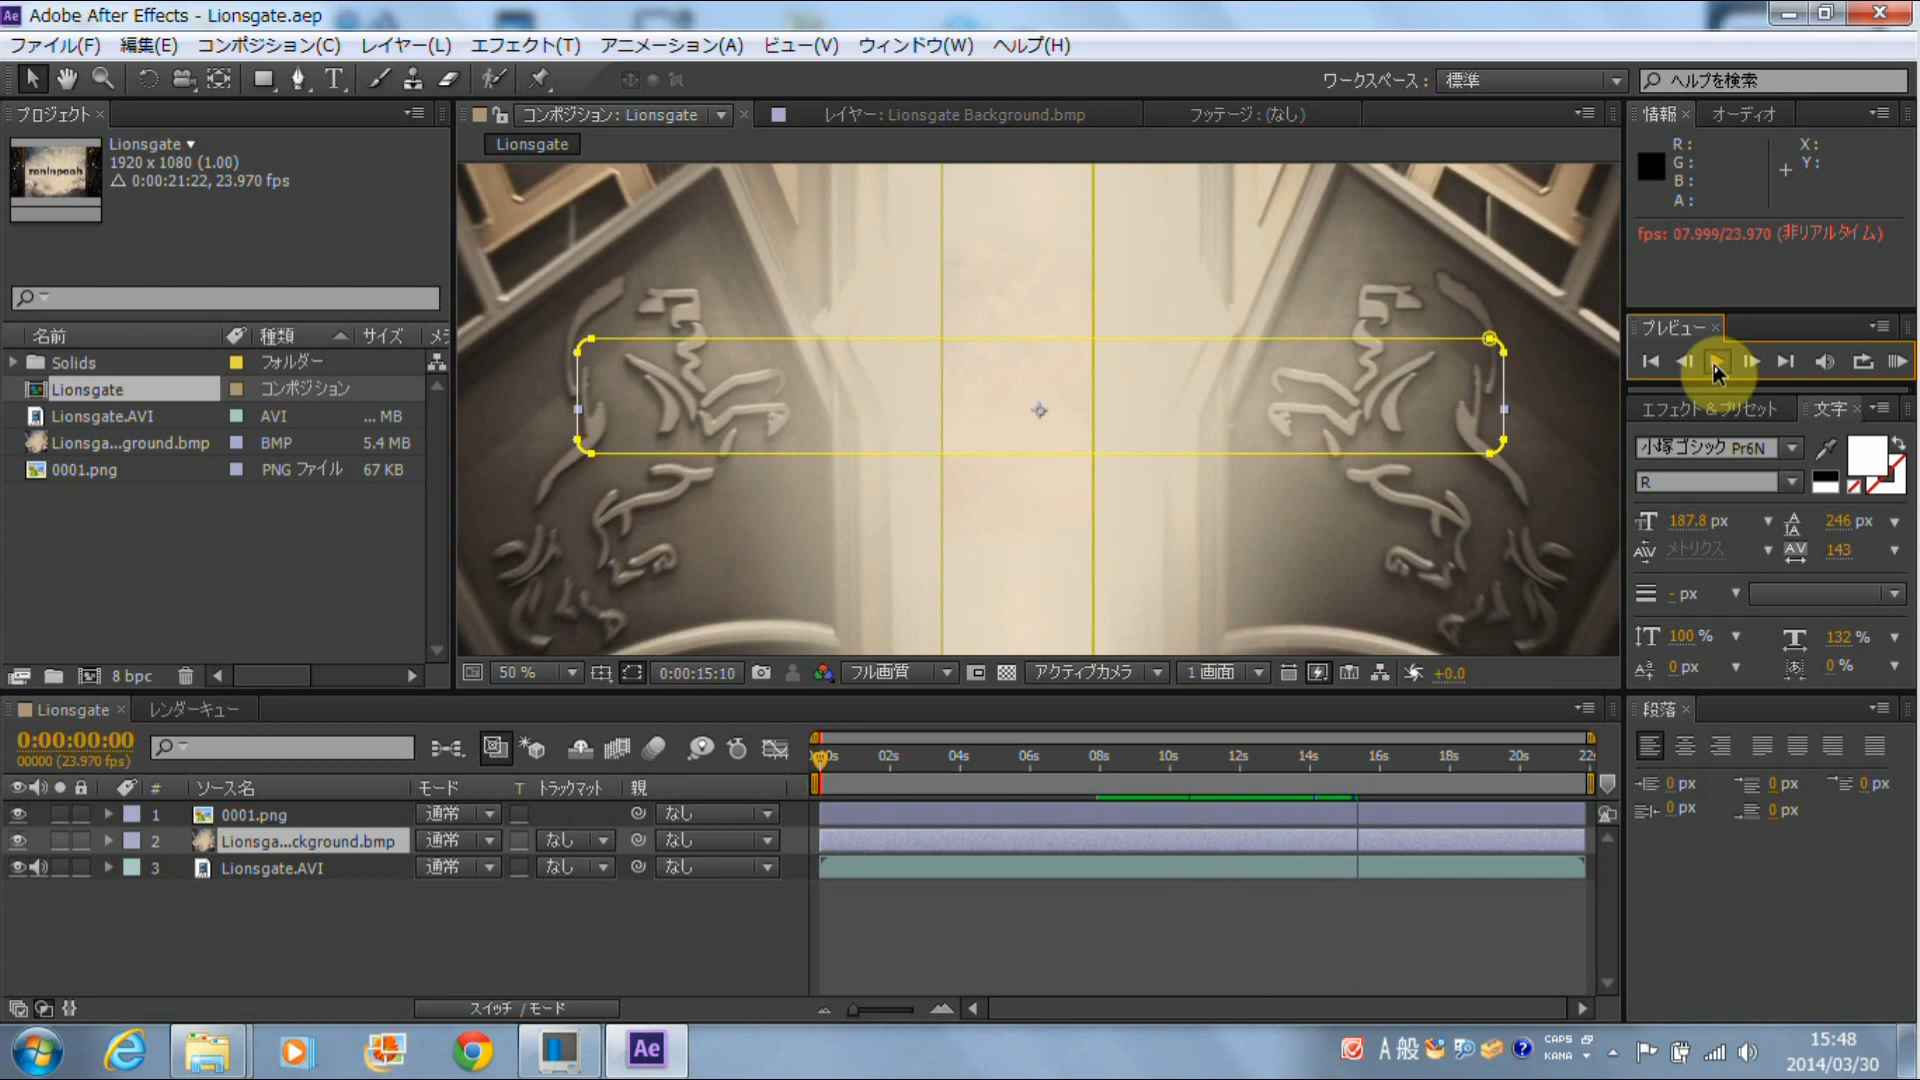 Adobe After Effects - Lionsgate.aep
ファイル(F) 編集(E) コンポジション(C) レイヤー(L) エフェクト(T) アニメーション(A) ビュー(V) ウィンドウ(W) ヘルプ(H)
ワークスペース: 標準 ヘルプを検索
プロジェクト
Lionsgate
1920 x 1080 (1.00)
△ 0:00:21:22, 23.970 fps
名前 種類 サイズ メ
Solids フォルダー
Lionsgate コンポジション
Lionsgate.AVI AVI ... MB
Lionsga...ground.bmp BMP 5.4 MB
0001.png PNG ファイル 67 KB
8 bpc
コンポジション: Lionsgate レイヤー: Lionsgate Background.bmp フッテージ: (なし)
Lionsgate
50 % 0:00:15:10 フル画質 アクティブカメラ 1 画面 +0.0
情報 オーディオ
R: X:
G: Y:
B:
A:
fps: 07.999/23.970 (非リアルタイム)
プレビュー
エフェクト＆プリセット 文字
小塚ゴシック Pr6N
R
187.8 px 246 px
メトリクス 143
- px
100 % 132 %
0 px 0 %
段落
0 px 0 px 0 px
0 px 0 px
Lionsgate レンダーキュー
0:00:00:00
00000 (23.970 fps)
02s 04s 06s 08s 10s 12s 14s 16s 18s 20s 22s
# ソース名 モード T トラックマット 親
1 0001.png 通常 なし
2 Lionsga...ckground.bmp 通常 なし なし
3 Lionsgate.AVI 通常 なし なし
スイッチ / モード
Ae
A 般 CAPS KANA
15:48
2014/03/30